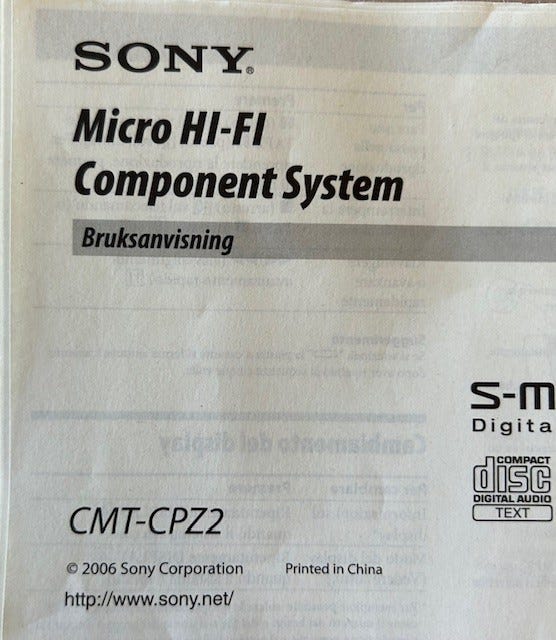 SONY®
Micro HI-FI
Component System
Bruksanvisning
S-m
Digita
COMPACT
disc
DIGITAL AUDIO
TEXT
CMT-CPZ2
© 2006 Sony Corporation Printed in China
http://www.sony.net/